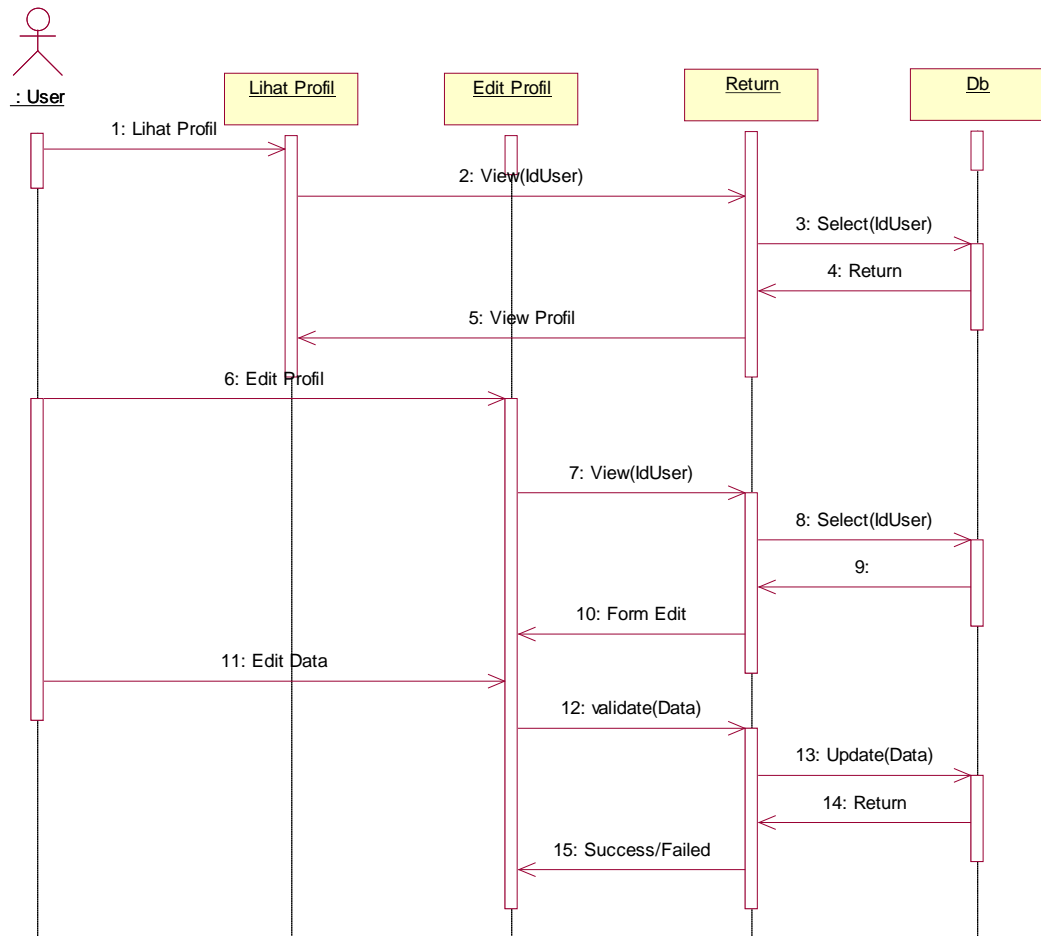 : User
Lihat Profil
Edit Profil
Return
Db
1: Lihat Profil
2: View(IdUser)
3: Select(IdUser)
4: Return
5: View Profil
6: Edit Profil
7: View(IdUser)
8: Select(IdUser)
9:
10: Form Edit
11: Edit Data
12: validate(Data)
13: Update(Data)
14: Return
15: Success/Failed